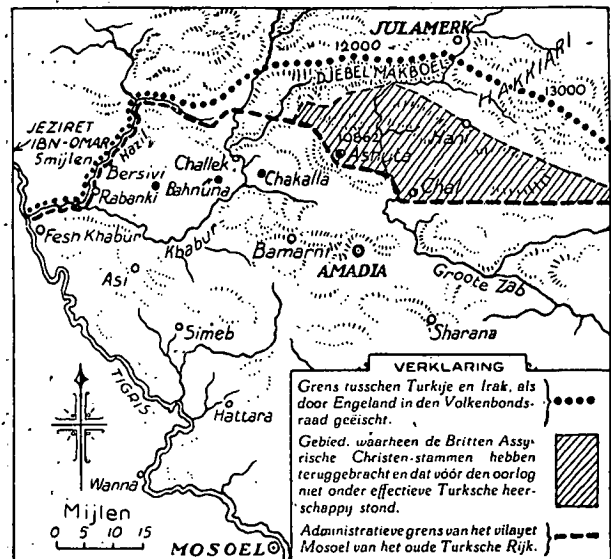 JULAMERK
12000
DJEBEL MAKBOEL
HAKKIARI
13000
JEZIRET
IBN-OMAR
5mijlen
Hazil
Bersivi
Rabanki
Challek
Bahnuna
Chakalla
10862
Ashuta
Hani
Chal
Fesh Khabur
Khabur
Bamarni
AMADIA
Groote Zab
Asi
Simeb
Sharana
TIGRIS
Hattara
Wanna
Mijlen
0 5 10 15
MOSOEL
VERKLARING
Grens tusschen Turkije en Irak, als
door Engeland in den Volkenbonds-
raad geëischt.
Gebied, waarheen de Britten Assy-
rische Christen-stammen hebben
teruggebracht en dat vóór den oorlog
niet onder effectieve Turksche heer-
schappy stond.
Administratieve grens van het vilayet
Mosoel van het oude Turksche Rijk.